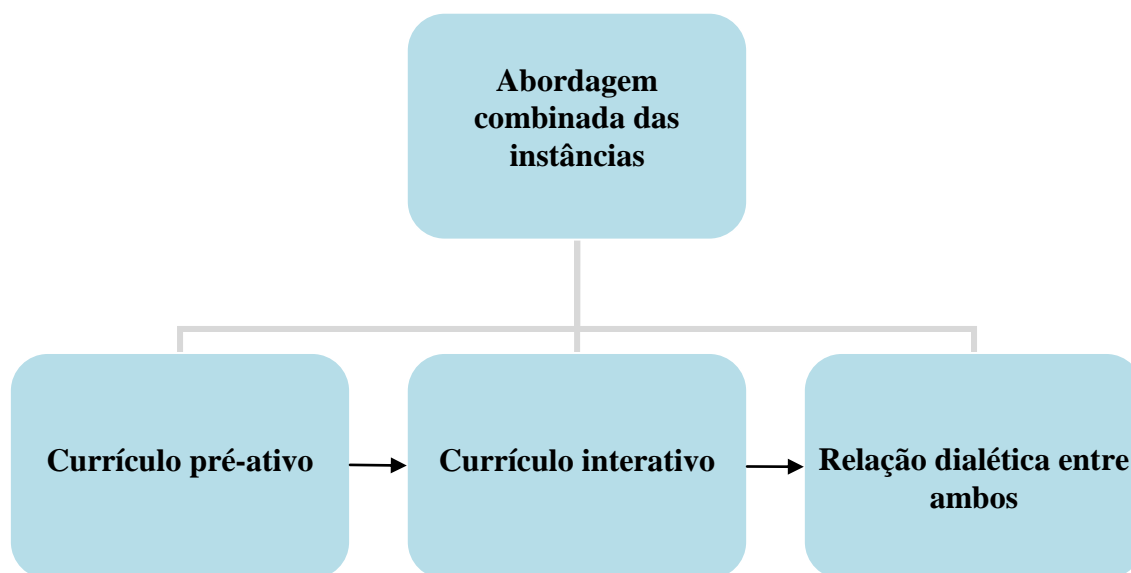 Abordagem
combinada das
instâncias
Currículo pré-ativo
Currículo interativo
Relação dialética entre
ambos